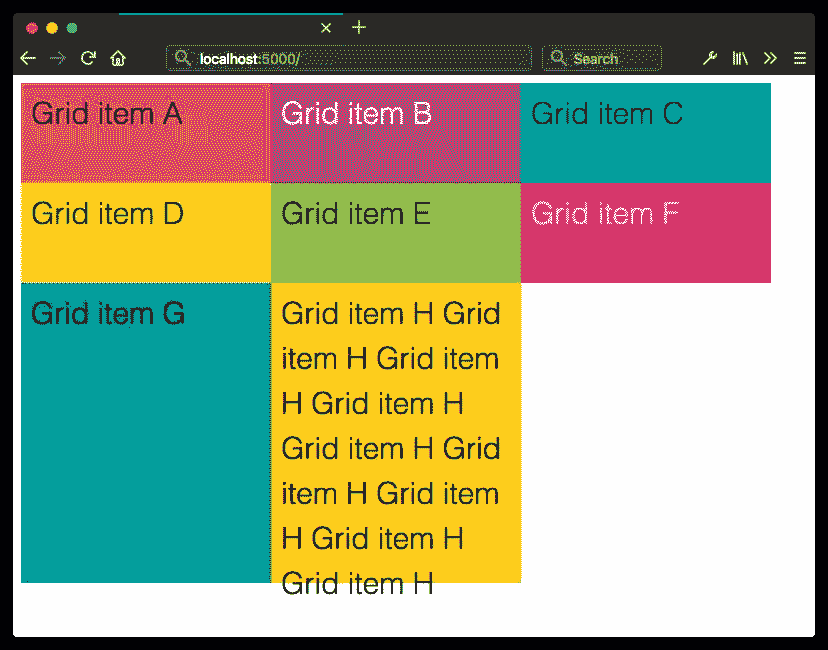 localhost:5000/
Search
Grid item A
Grid item B
Grid item C
Grid item D
Grid item E
Grid item F
Grid item G
Grid item H Grid
item H Grid item
H Grid item H
Grid item H Grid
item H Grid item
H Grid item H
Grid item H